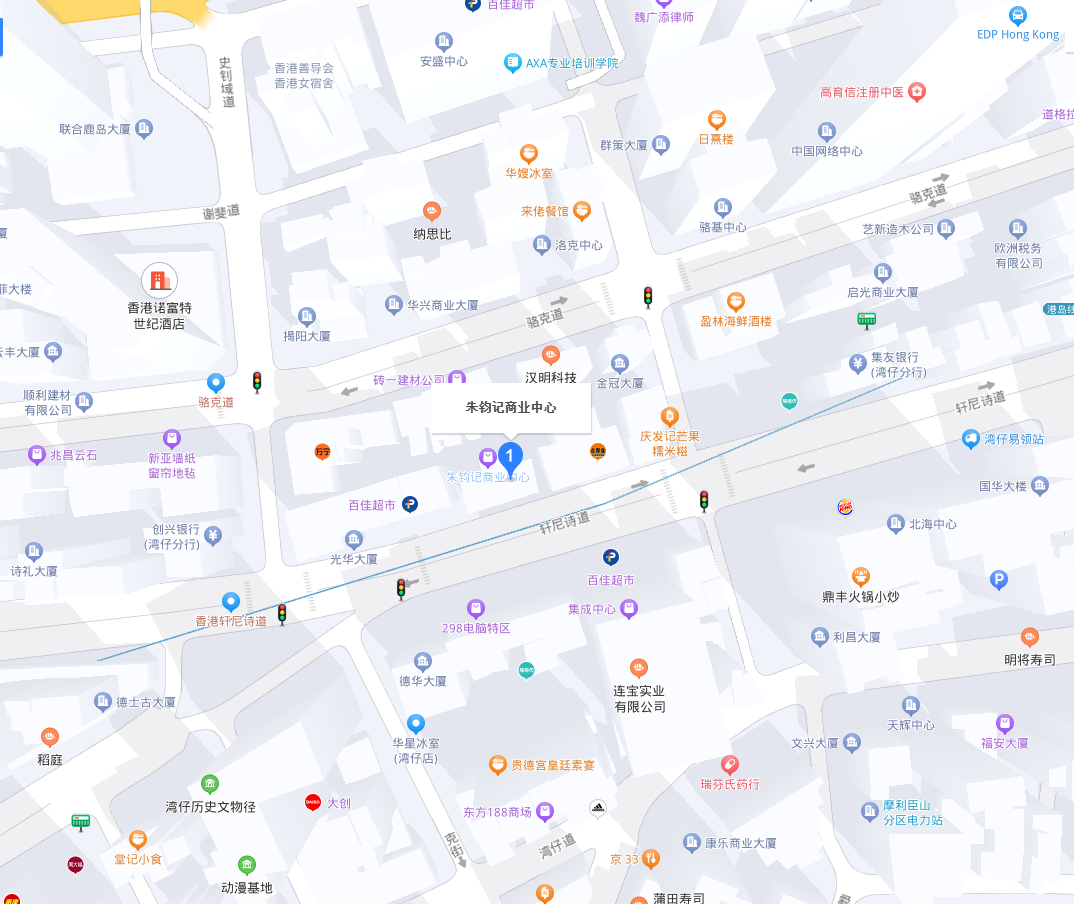 百佳超市
魏广添律师
EDP Hong Kong
安盛中心
AXA专业培训学院
史钊域道
香港善导会
香港女宿舍
高育信注册中医
道格拉
联合鹿岛大厦
日熹楼
群策大厦
中国网络中心
华嫂冰室
骆克道
谢斐道
纳思比
来佬餐馆
骆基中心
艺新造木公司
洛克中心
欧洲税务
有限公司
厦
菲大楼
香港诺富特
世纪酒店
华兴商业大厦
启光商业大厦
港岛线
揭阳大厦
骆克道
盈林海鲜酒楼
云丰大厦
砖一建材公司
汉明科技
金冠大厦
集友银行
(湾仔分行)
顺利建材
有限公司
骆克道
朱钧记商业中心
轩尼诗道
庆发记芒果
糯米糍
湾仔易领站
兆昌云石
新亚墙纸
窗帘地毡
万宁
1
朱钧记商业中心
国华大楼
百佳超市
创兴银行
(湾仔分行)
轩尼诗道
北海中心
光华大厦
诗礼大厦
百佳超市
鼎丰火锅小炒
P
香港轩尼诗道
298电脑特区
集成中心
利昌大厦
明将寿司
德华大厦
连宝实业
有限公司
德士古大厦
天辉中心
稻庭
华星冰室
(湾仔店)
文兴大厦
福安大厦
贵德宫皇廷素宴
瑞芬氏药行
湾仔历史文物径
DAISO
大创
东方188商场
摩利臣山
分区电力站
堂记小食
克街
湾仔道
康乐商业大厦
京 33
动漫基地
蒲田寿司